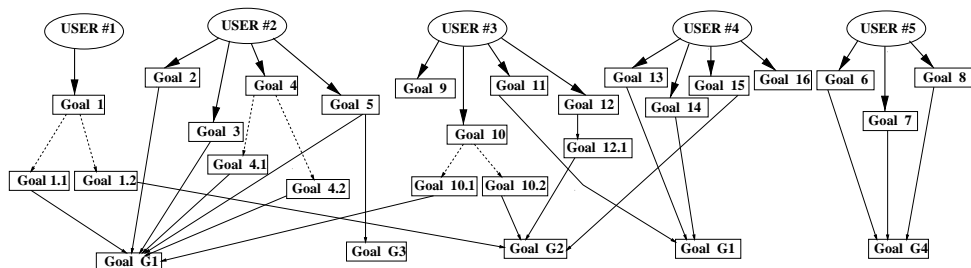 USER #1
USER #2
USER #3
USER #4
USER #5
Goal 2
Goal 4
Goal 9
Goal 11
Goal 13
Goal 15
Goal 16
Goal 6
Goal 8
Goal 1
Goal 5
Goal 12
Goal 14
Goal 3
Goal 10
Goal 7
Goal 4.1
Goal 12.1
Goal 1.1
Goal 1.2
Goal 4.2
Goal 10.1
Goal 10.2
Goal G1
Goal G3
Goal G2
Goal G1
Goal G4